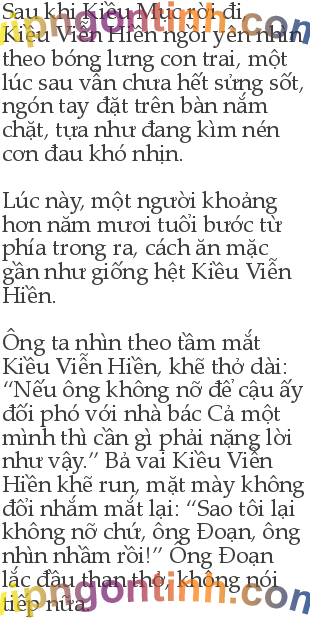 Sau khi Kiều Mục rời đi
Kiều Viễn Hiền ngồi yên nhìn
theo bóng lưng con trai, một
lúc sau vẫn chưa hết sửng sốt,
ngón tay đặt trên bàn nắm
chặt, tựa như đang kìm nén
cơn đau khó nhịn.
Lúc này, một người khoảng
hơn năm mươi tuổi bước từ
phía trong ra, cách ăn mặc
gần như giống hệt Kiều Viễn
Hiền.
Ông ta nhìn theo tầm mắt
Kiều Viễn Hiền, khẽ thở dài:
“Nếu ông không nỡ để cậu ấy
đối phó với nhà bác Cả một
mình thì cần gì phải nặng lời
như vậy.” Bả vai Kiều Viễn
Hiền khẽ run, mặt mày không
đổi nhắm mắt lại: “Sao tôi lại
không nỡ chứ, ông Đoạn, ông
nhìn nhầm rồi!” Ông Đoạn
lắc đầu than thở, không nói
tiếp nữa.